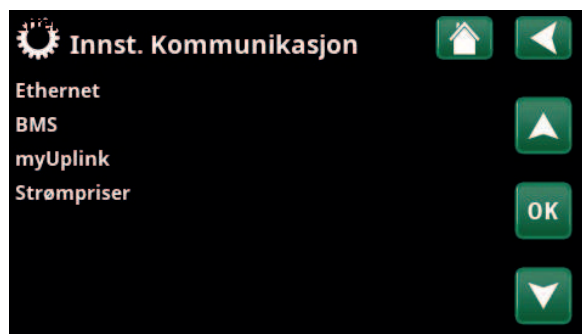 Innst. Kommunikasjon
Ethernet
BMS
myUplink
Strømpriser
OK